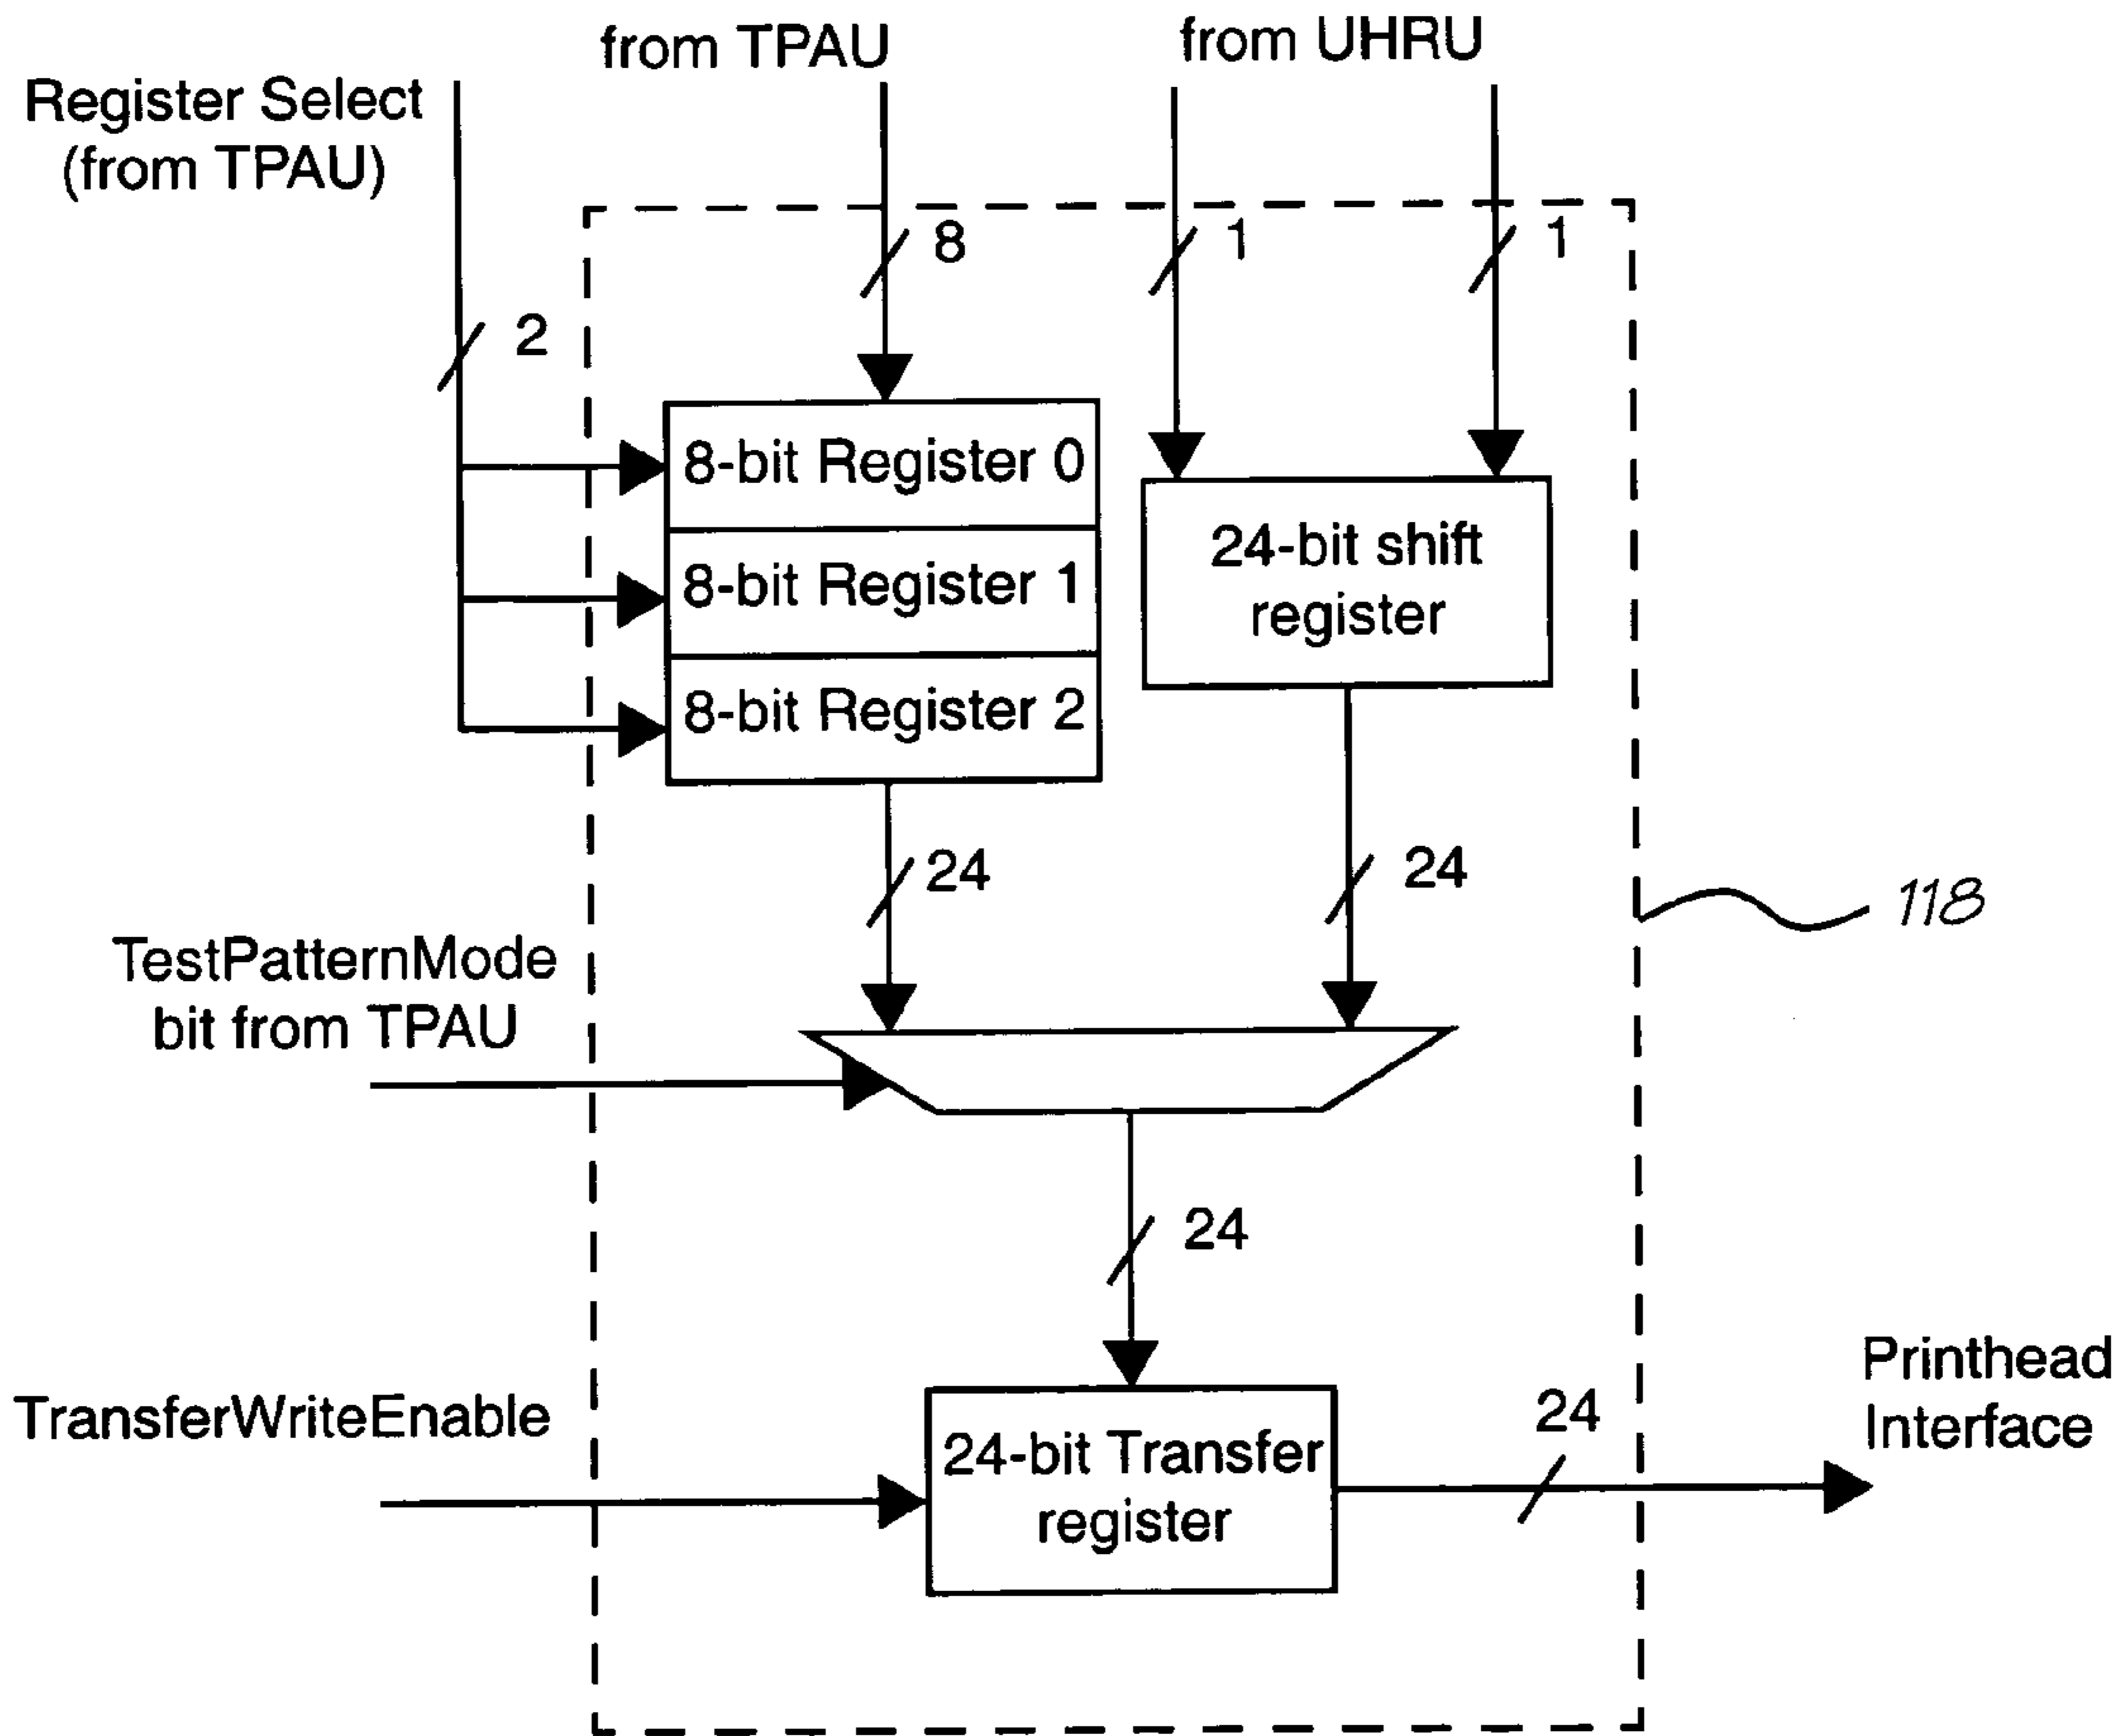 from TPAU
from UHRU
Register Select
(from TPAU)
8
1
1
2
8-bit Register 0
8-bit Register 1
8-bit Register 2
24-bit shift
register
24
24
118
TestPatternMode
bit from TPAU
24
Printhead
Interface
TransferWriteEnable
24
24-bit Transfer
register